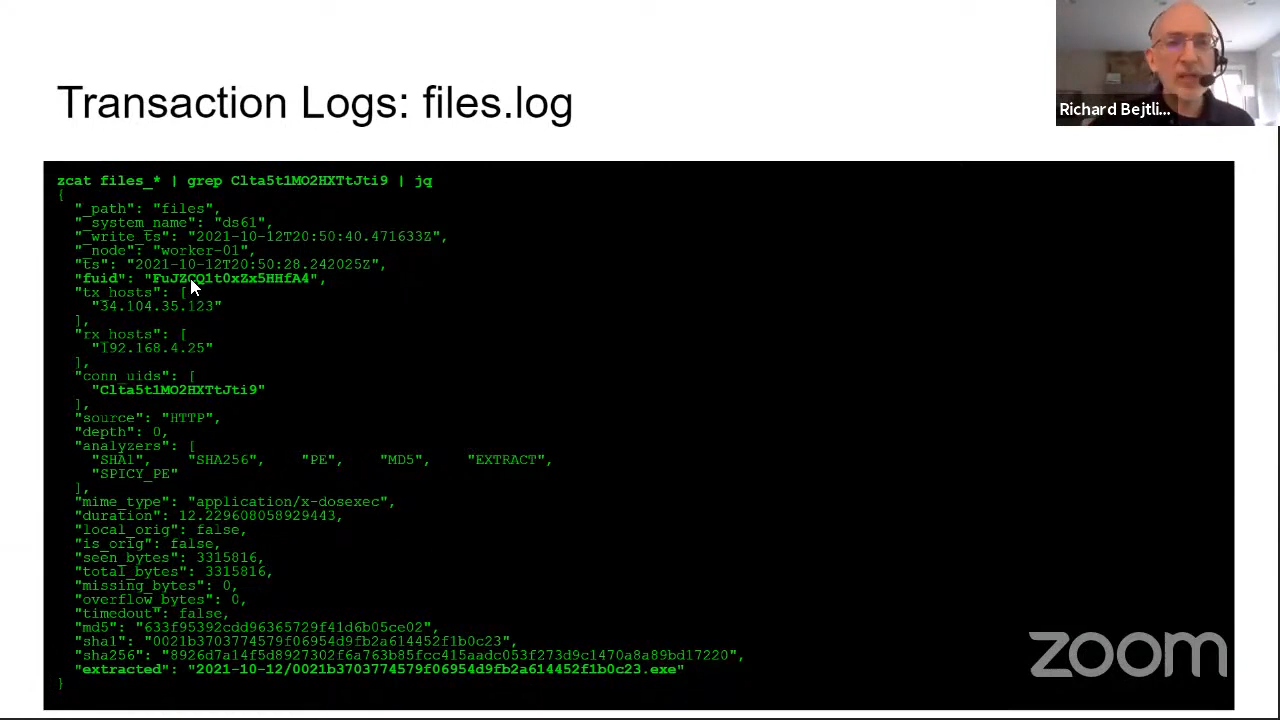 Richard Bejtli...
Transaction Logs: files.log
zcat files_* | grep Clta5t1MO2HXTtJti9 | jq
{
"_path": "files",
"_system_name": "ds61",
"_write_ts": "2021-10-12T20:50:40.471633Z",
"_node": "worker-01",
"ts": "2021-10-12T20:50:28.242025Z",
"fuid": "FuJZCQ1t0xZx5HHfA4",
"tx_hosts": [
"34.104.35.123"
],
"rx_hosts": [
"192.168.4.25"
],
"conn_uids": [
"Clta5t1MO2HXTtJti9"
],
"source": "HTTP",
"depth": 0,
"analyzers": [
"SHA1", "SHA256", "PE", "MD5", "EXTRACT",
"SPICY_PE"
],
"mime_type": "application/x-dosexec",
"duration": 12.229608058929443,
"local_orig": false,
"is_orig": false,
"seen_bytes": 3315816,
"total_bytes": 3315816,
"missing_bytes": 0,
"overflow_bytes": 0,
"timedout": false,
"md5": "633f95392cdd96365729f41d6b05ce02",
"sha1": "0021b3703774579f06954d9fb2a614452f1b0c23",
"sha256": "8926d7a14f5d8927302f6a763b85fcc415aadc053f273d9c1470a8a89bd17220",
"extracted": "2021-10-12/0021b3703774579f06954d9fb2a614452f1b0c23.exe"
}
zoom